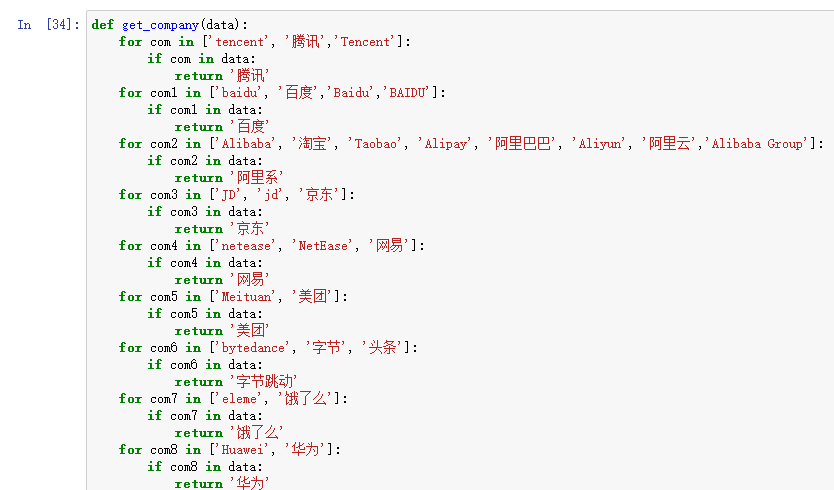 In [34]: def get_company(data):
    for com in ['tencent', '腾讯','Tencent']:
        if com in data:
            return '腾讯'
    for com1 in ['baidu', '百度','Baidu','BAIDU']:
        if com1 in data:
            return '百度'
    for com2 in ['Alibaba', '淘宝', 'Taobao', 'Alipay', '阿里巴巴', 'Aliyun', '阿里云','Alibaba Group']:
        if com2 in data:
            return '阿里系'
    for com3 in ['JD', 'jd', '京东']:
        if com3 in data:
            return '京东'
    for com4 in ['netease', 'NetEase', '网易']:
        if com4 in data:
            return '网易'
    for com5 in ['Meituan', '美团']:
        if com5 in data:
            return '美团'
    for com6 in ['bytedance', '字节', '头条']:
        if com6 in data:
            return '字节跳动'
    for com7 in ['eleme', '饿了么']:
        if com7 in data:
            return '饿了么'
    for com8 in ['Huawei', '华为']:
        if com8 in data:
            return '华为'